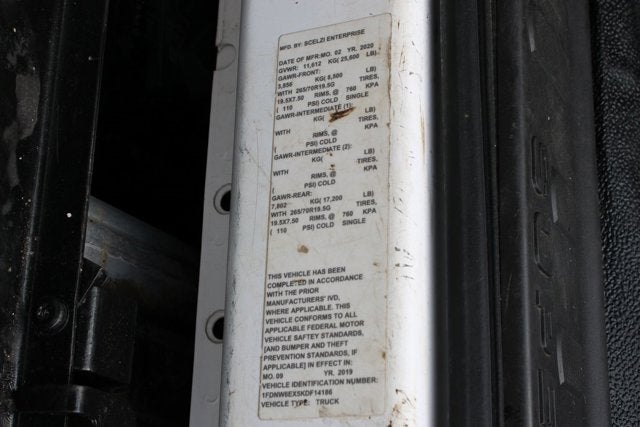 MFD. BY: SCELZI ENTERPRISE
DATE OF MFR:MO. 02 YR. 2020
GVWR: 11,612 KG( 25,600 LB)
GAWR-FRONT:
3,856 KG( 8,500 LB)
WITH 265/70R19.5G TIRES,
19.5X7.50 RIMS, @ 760 KPA
( 110 PSI) COLD SINGLE
GAWR-INTERMEDIATE (1):
KG( LB)
WITH TIRES,
RIMS, @ KPA
PSI) COLD
GAWR-INTERMEDIATE (2):
KG( LB)
WITH TIRES,
RIMS, @ KPA
PSI) COLD
GAWR-REAR:
7,802 KG( 17,200 LB)
WITH 265/70R19.5G TIRES,
19.5X7.50 RIMS, @ 760 KPA
( 110 PSI) COLD SINGLE
THIS VEHICLE HAS BEEN
COMPLETED IN ACCORDANCE
WITH THE PRIOR
MANUFACTURERS' IVD,
WHERE APPLICABLE. THIS
VEHICLE CONFORMS TO ALL
APPLICABLE FEDERAL MOTOR
VEHICLE SAFTEY STANDARDS,
[AND BUMPER AND THEFT
PREVENTION STANDARDS, IF
APPLICABLE] IN EFFECT IN:
MO. 09 YR. 2019
VEHICLE IDENTIFICATION NUMBER:
1FDNW6EX5KDF14186
VEHICLE TYPE: TRUCK